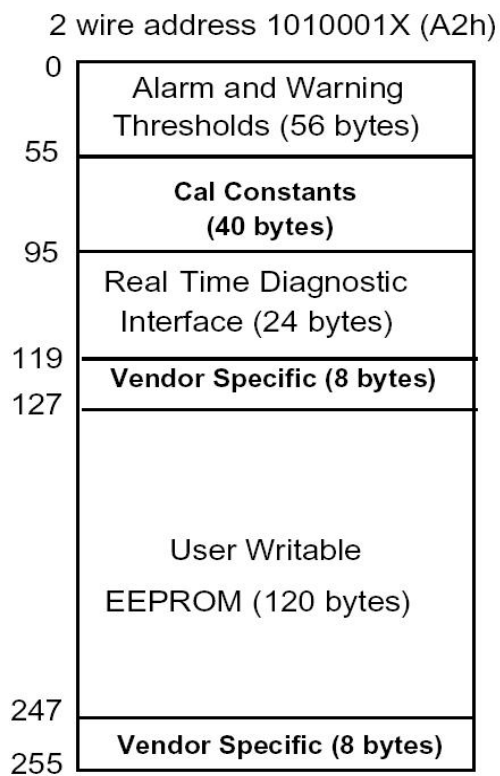 2 wire address 1010001X (A2h)
0
Alarm and Warning
Thresholds (56 bytes)
55
Cal Constants
(40 bytes)
95
Real Time Diagnostic
Interface (24 bytes)
119
Vendor Specific (8 bytes)
127
User Writable
EEPROM (120 bytes)
247
Vendor Specific (8 bytes)
255